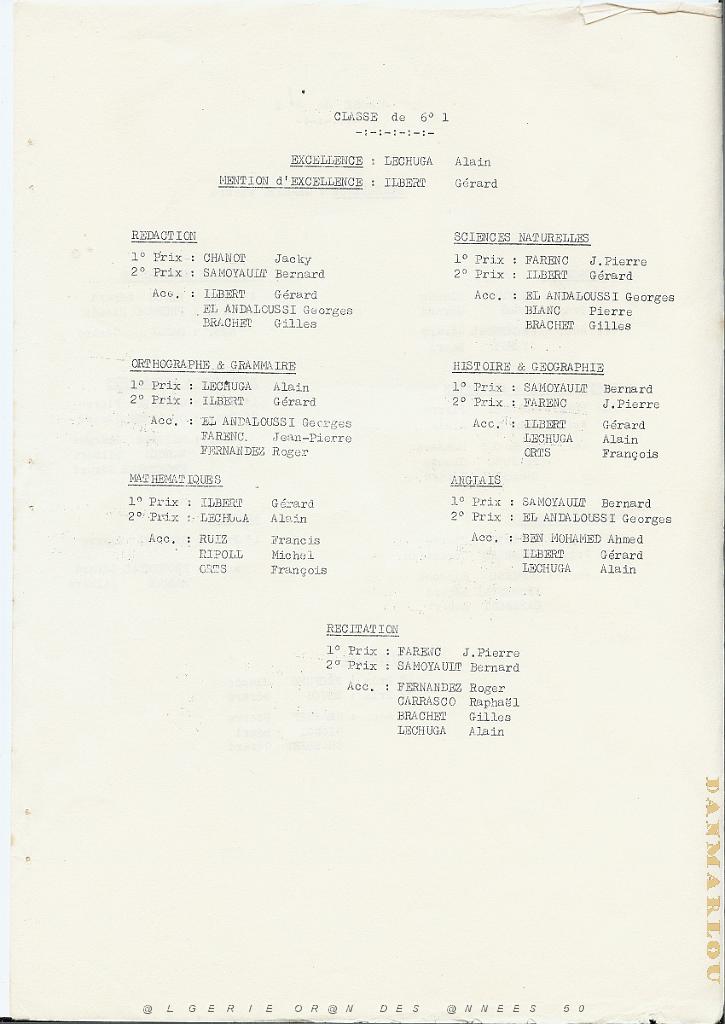 CLASSE de 6° 1
-:-:-:-:-:-
EXCELLENCE : LECHUGA Alain
MENTION d'EXCELLENCE : ILBERT Gérard
REDACTION
1° Prix : CHANOT Jacky
2° Prix : SAMOYAULT Bernard
Acc. : ILBERT Gérard
EL ANDALOUSSI Georges
BRACHET Gilles
SCIENCES NATURELLES
1° Prix : FARENC J.Pierre
2° Prix : ILBERT Gérard
Acc. : EL ANDALOUSSI Georges
BLANC Pierre
BRACHET Gilles
ORTHOGRAPHE & GRAMMAIRE
1° Prix : LECHUGA Alain
2° Prix : ILBERT Gérard
Acc. : EL ANDALOUSSI Georges
FARENC. Jean-Pierre
FERNANDEZ Roger
HISTOIRE & GEOGRAPHIE
1° Prix : SAMOYAULT Bernard
2° Prix : FARENC J.Pierre
Acc. : ILBERT Gérard
LECHUGA Alain
ORTS François
MATHEMATIQUES
1° Prix : ILBERT Gérard
2° Prix : LECHUGA Alain
Acc. : RUIZ Francis
RIPOLL Michel
ORTS François
ANGLAIS
1° Prix : SAMOYAULT Bernard
2° Prix : EL ANDALOUSSI Georges
Acc. : BEN MOHAMED Ahmed
ILBERT Gérard
LECHUGA Alain
RECITATION
1° Prix : FARENC J.Pierre
2° Prix : SAMOYAULT Bernard
Acc. : FERNANDEZ Roger
CARRASCO Raphaël
BRACHET Gilles
LECHUGA Alain
DANMARLOU
@LGERIE OR@N DES @NNEES 50